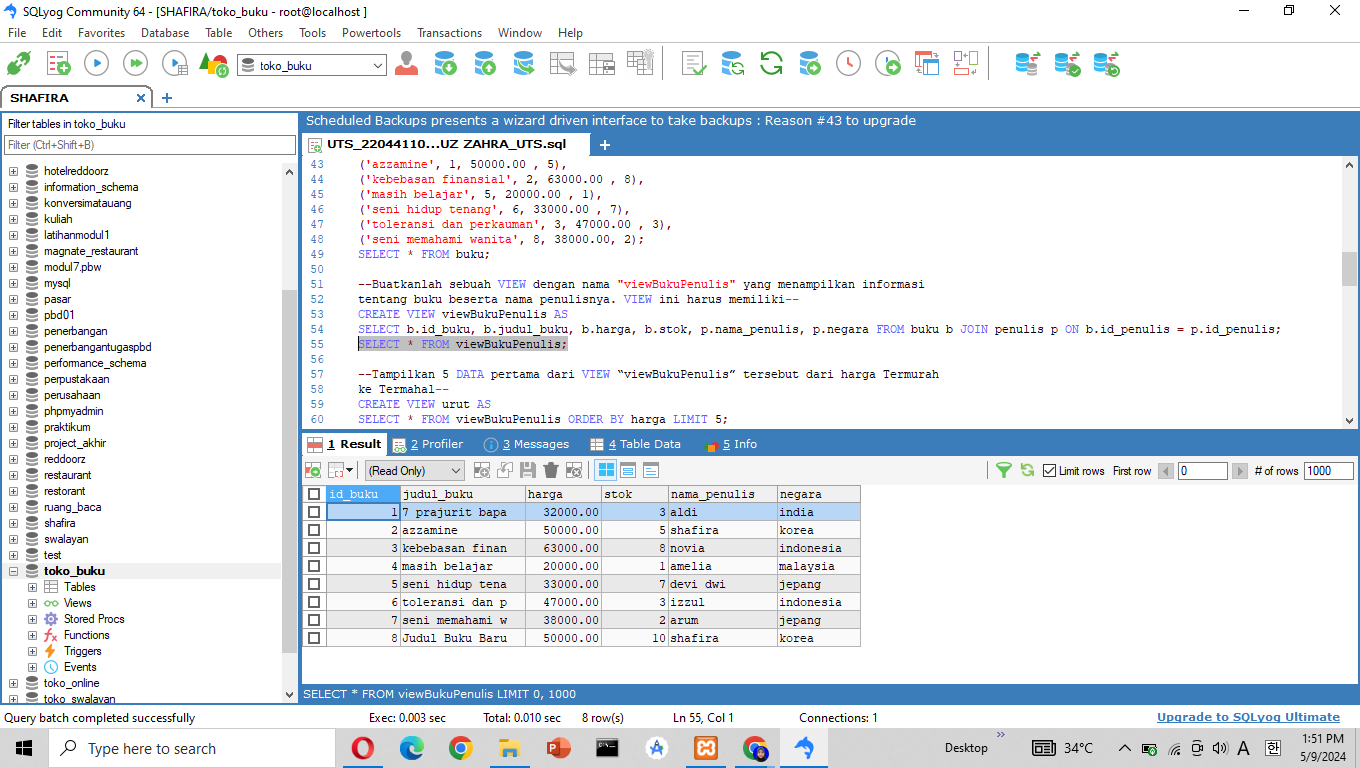 SQLyog Community 64 - [SHAFIRA/toko_buku - root@localhost ]
File Edit Favorites Database Table Others Tools Powertools Transactions Window Help
toko_buku
SHAFIRA
Filter tables in toko_buku
Filter (Ctrl+Shift+B)
hotelreddoorz
information_schema
konversimatauang
kuliah
latihanmodul1
magnate_restaurant
modul7.pbw
mysql
pasar
pbd01
penerbangan
penerbangantugaspbd
performance_schema
perpustakaan
perusahaan
phpmyadmin
praktikum
project_akhir
reddoorz
restaurant
restorant
ruang_baca
shafira
swalayan
test
toko_buku
Tables
Views
Stored Procs
Functions
Triggers
Events
toko_online
toko_swalayan
Scheduled Backups presents a wizard driven interface to take backups : Reason #43 to upgrade
UTS_22044110...UZ ZAHRA_UTS.sql
43 ('azzamine', 1, 50000.00 , 5),
44 ('kebebasan finansial', 2, 63000.00 , 8),
45 ('masih belajar', 5, 20000.00 , 1),
46 ('seni hidup tenang', 6, 33000.00 , 7),
47 ('toleransi dan perkauman', 3, 47000.00 , 3),
48 ('seni memahami wanita', 8, 38000.00, 2);
49 SELECT * FROM buku;
50
51 --Buatkanlah sebuah VIEW dengan nama "viewBukuPenulis" yang menampilkan informasi
52 tentang buku beserta nama penulisnya. VIEW ini harus memiliki--
53 CREATE VIEW viewBukuPenulis AS
54 SELECT b.id_buku, b.judul_buku, b.harga, b.stok, p.nama_penulis, p.negara FROM buku b JOIN penulis p ON b.id_penulis = p.id_penulis;
55 SELECT * FROM viewBukuPenulis;
56
57 --Tampilkan 5 DATA pertama dari VIEW “viewBukuPenulis” tersebut dari harga Termurah
58 ke Termahal--
59 CREATE VIEW urut AS
60 SELECT * FROM viewBukuPenulis ORDER BY harga LIMIT 5;
1 Result 2 Profiler 3 Messages 4 Table Data 5 Info
(Read Only) Limit rows First row 0 # of rows 1000
id_buku judul_buku harga stok nama_penulis negara
1 7 prajurit bapa 32000.00 3 aldi india
2 azzamine 50000.00 5 shafira korea
3 kebebasan finan 63000.00 8 novia indonesia
4 masih belajar 20000.00 1 amelia malaysia
5 seni hidup tena 33000.00 7 devi dwi jepang
6 toleransi dan p 47000.00 3 izzul indonesia
7 seni memahami w 38000.00 2 arum jepang
8 Judul Buku Baru 50000.00 10 shafira korea
SELECT * FROM viewBukuPenulis LIMIT 0, 1000
Query batch completed successfully Exec: 0.003 sec Total: 0.010 sec 8 row(s) Ln 55, Col 1 Connections: 1 Upgrade to SQLyog Ultimate
Type here to search Desktop 34°C A 한 1:51 PM
5/9/2024